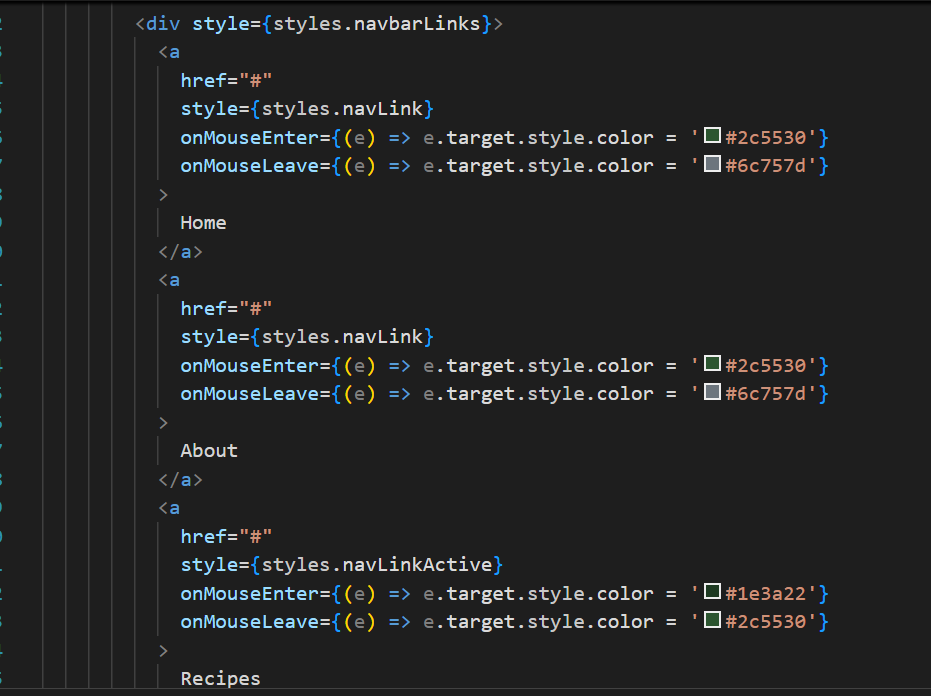 <div style={styles.navbarLinks}>
<a
href="#"
style={styles.navLink}
onMouseEnter={(e) => e.target.style.color = '#2c5530'}
onMouseLeave={(e) => e.target.style.color = '#6c757d'}
>
Home
</a>
<a
href="#"
style={styles.navLink}
onMouseEnter={(e) => e.target.style.color = '#2c5530'}
onMouseLeave={(e) => e.target.style.color = '#6c757d'}
>
About
</a>
<a
href="#"
style={styles.navLinkActive}
onMouseEnter={(e) => e.target.style.color = '#1e3a22'}
onMouseLeave={(e) => e.target.style.color = '#2c5530'}
>
Recipes